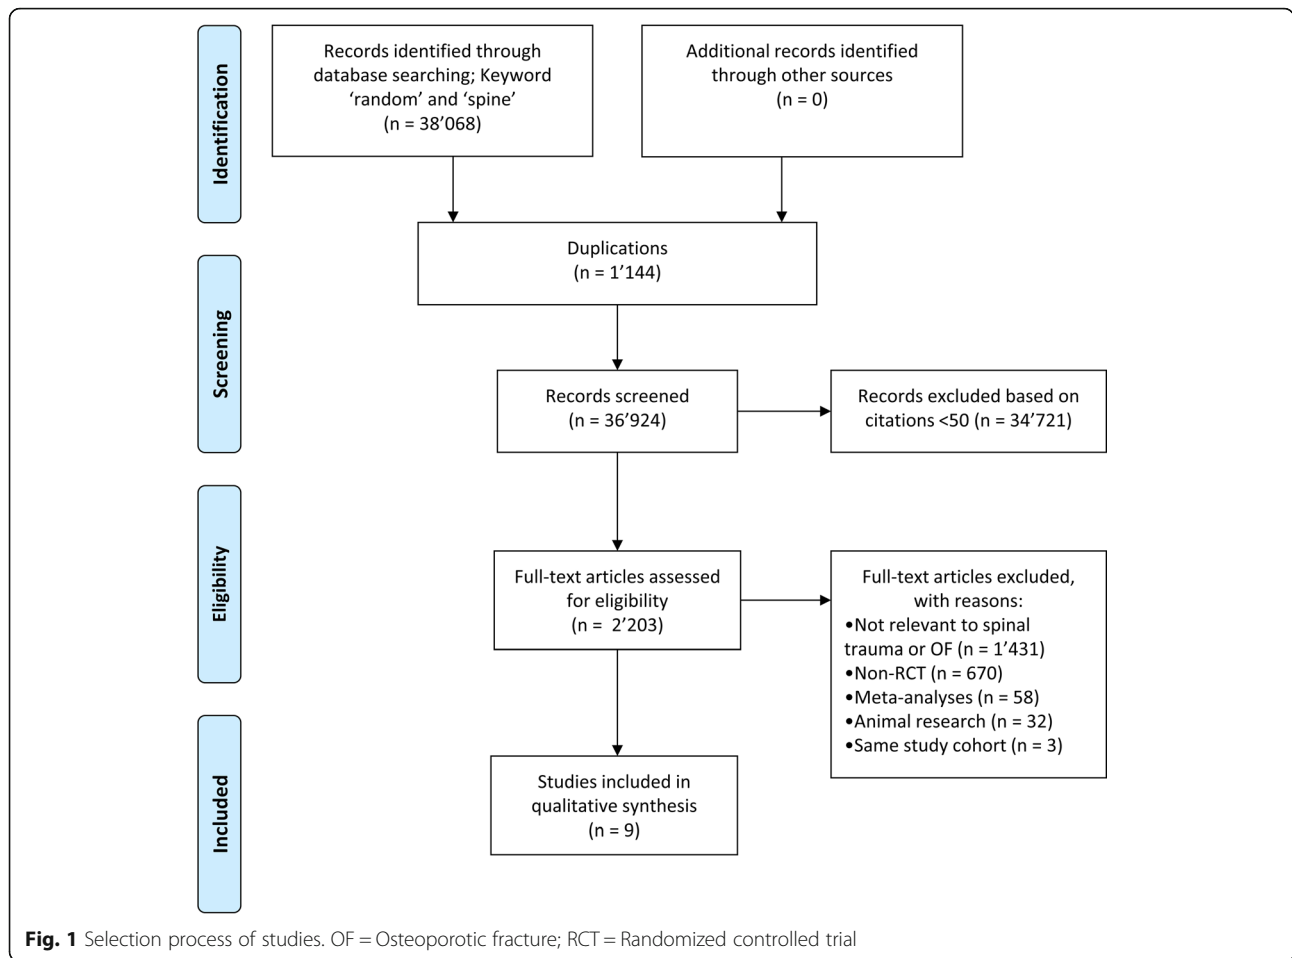 Identification
Records identified through
database searching; Keyword
‘random’ and ‘spine’
(n = 38’068)
Additional records identified
through other sources
(n = 0)
Duplications
(n = 1’144)
Screening
Records screened
(n = 36’924)
Records excluded based on
citations <50 (n = 34’721)
Eligibility
Full-text articles assessed
for eligibility
(n = 2’203)
Full-text articles excluded,
with reasons:
•Not relevant to spinal
trauma or OF (n = 1’431)
•Non-RCT (n = 670)
•Meta-analyses (n = 58)
•Animal research (n = 32)
•Same study cohort (n = 3)
Included
Studies included in
qualitative synthesis
(n = 9)
Fig. 1 Selection process of studies. OF = Osteoporotic fracture; RCT = Randomized controlled trial